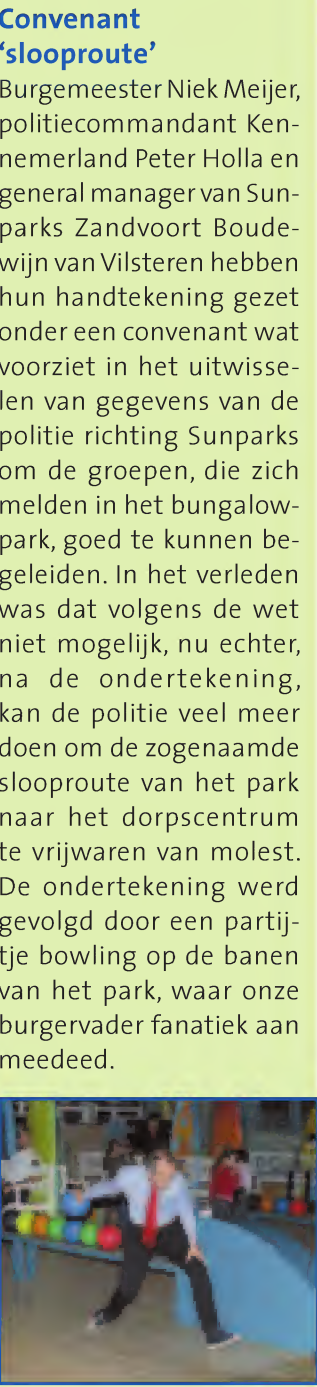 Convenant
‘slooproute’
Burgemeester Niek Meijer,
politiecommandant Ken-
nemerland Peter Holla en
general manager van Sun-
parks Zandvoort Boude-
wijn van Vilsteren hebben
hun handtekening gezet
onder een convenant wat
voorziet in het uitwisse-
len van gegevens van de
politie richting Sunparks
om de groepen, die zich
melden in het bungalow-
park, goed te kunnen be-
geleiden. In het verleden
was dat volgens de wet
niet mogelijk, nu echter,
na de ondertekening,
kan de politie veel meer
doen om de zogenaamde
slooproute van het park
naar het dorpscentrum
te vrijwaren van molest.
De ondertekening werd
gevolgd door een partij-
tje bowling op de banen
van het park, waar onze
burgervader fanatiek aan
meedeed.